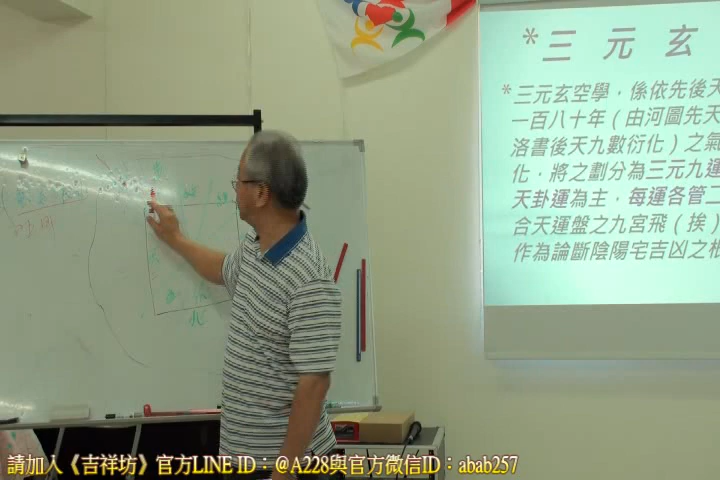 *三 元 玄
*三元玄空學，係依先後天
一百八十年（由河圖先天
洛書後天九數衍化）之氣
化，將之劃分為三元九運
天卦運為主，每運各管二
合天運盤之九宮飛（挨）
作為論斷陰陽宅吉凶之根
北
請加入《吉祥坊》官方LINE ID：@A228與官方微信ID：abab257